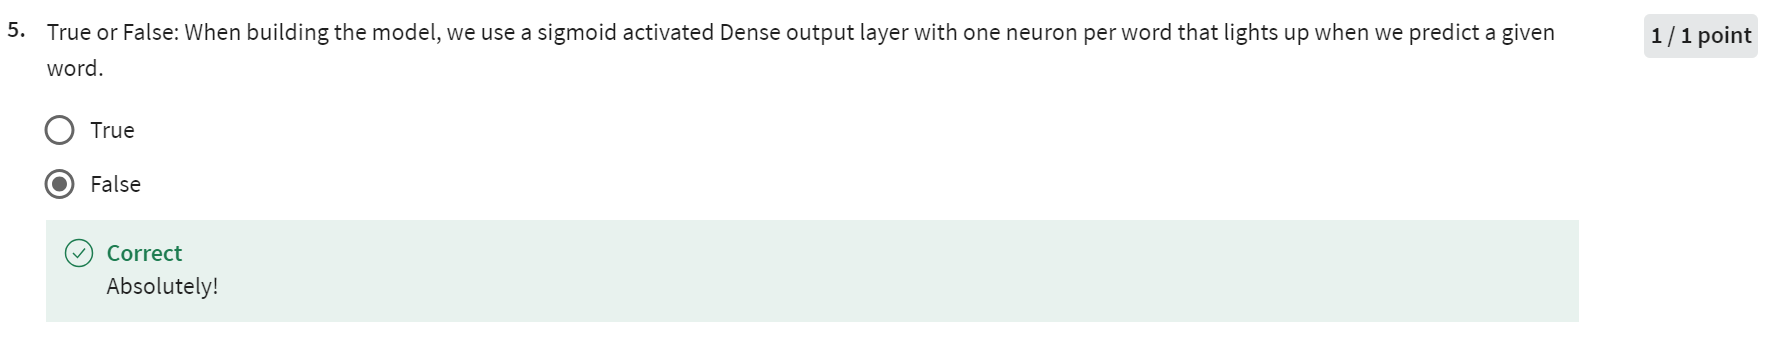 5. True or False: When building the model, we use a sigmoid activated Dense output layer with one neuron per word that lights up when we predict a given
word.
1 / 1 point
True
False
Correct
Absolutely!